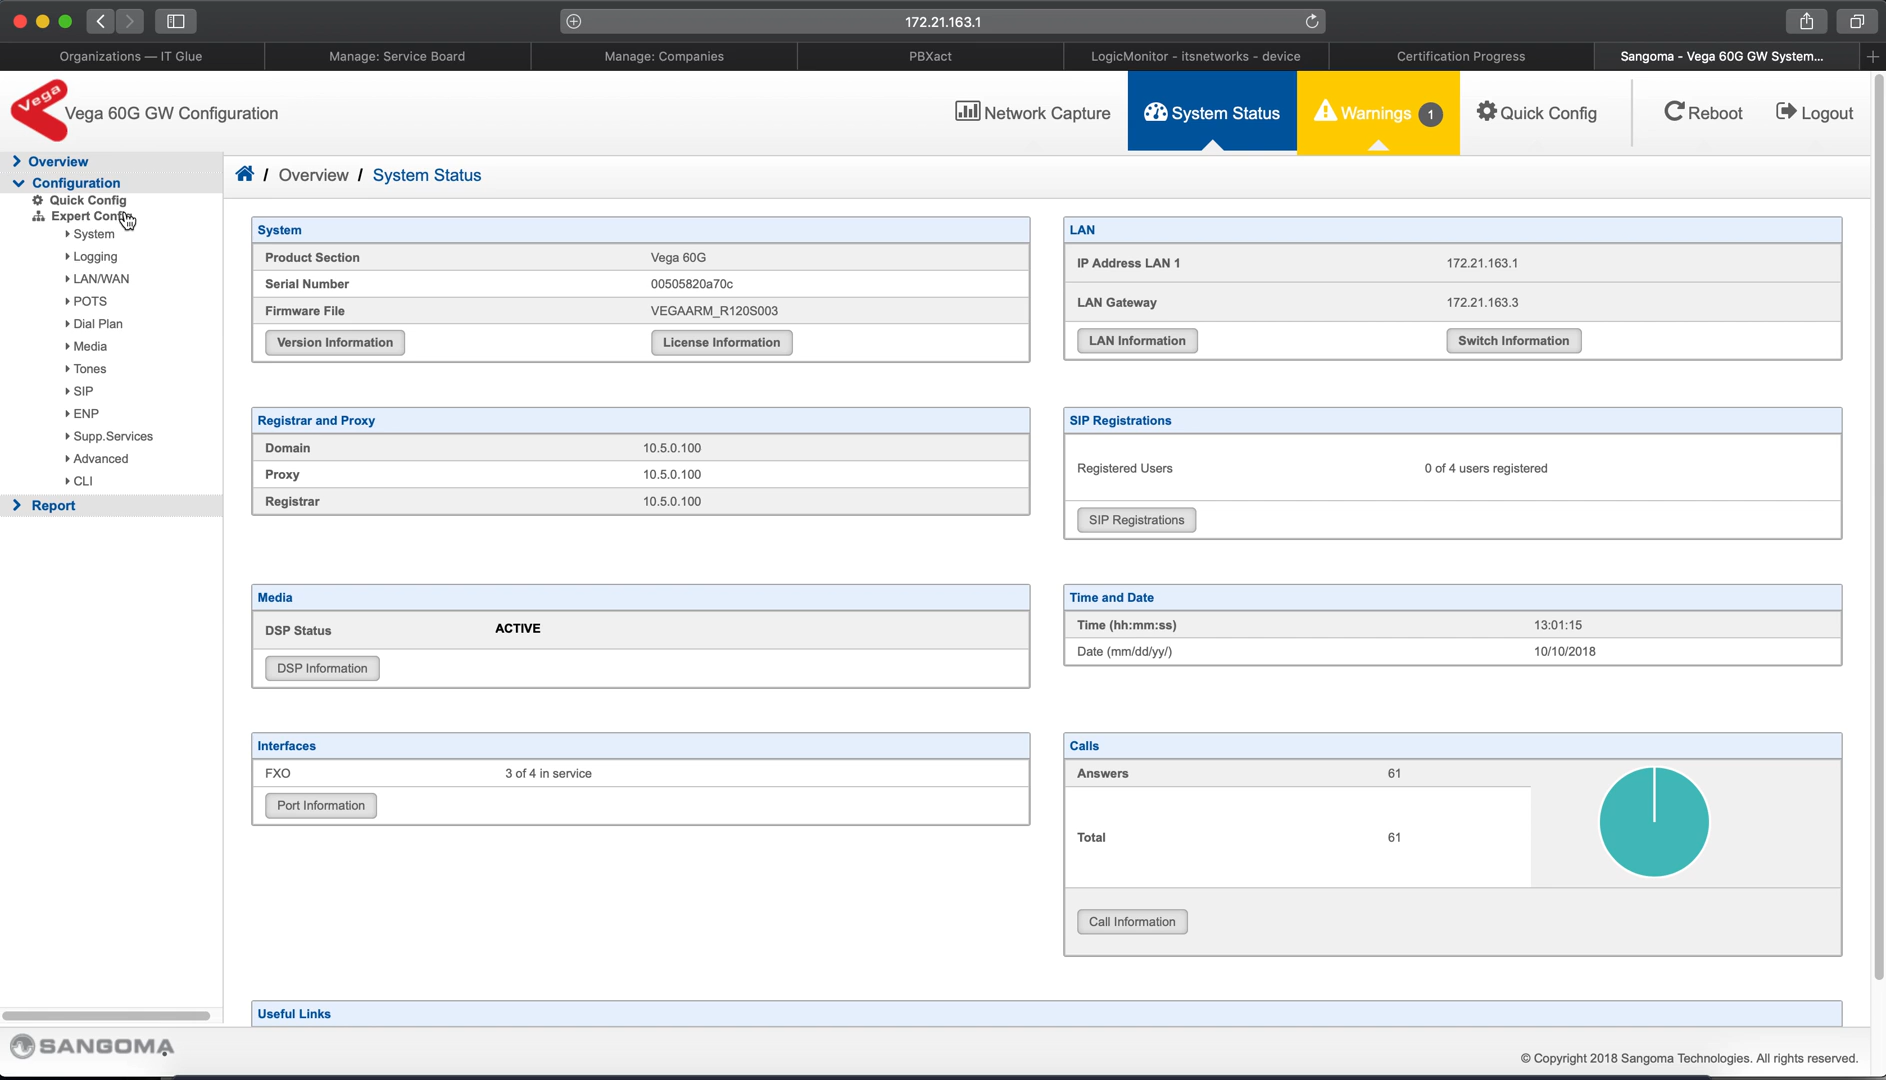 172.21.163.1
Organizations — IT Glue
Manage: Service Board
Manage: Companies
PBXact
LogicMonitor - itsnetworks - device
Certification Progress
Sangoma - Vega 60G GW System...
Vega
Vega 60G GW Configuration
Network Capture
System Status
Warnings 1
Quick Config
Reboot
Logout
Overview
Configuration
Quick Config
Expert Config
System
Logging
LAN/WAN
POTS
Dial Plan
Media
Tones
SIP
ENP
Supp.Services
Advanced
CLI
Report
/ Overview / System Status
System
Product Section Vega 60G
Serial Number 00505820a70c
Firmware File VEGAARM_R120S003
Version Information License Information
LAN
IP Address LAN 1 172.21.163.1
LAN Gateway 172.21.163.3
LAN Information Switch Information
Registrar and Proxy
Domain 10.5.0.100
Proxy 10.5.0.100
Registrar 10.5.0.100
SIP Registrations
Registered Users 0 of 4 users registered
SIP Registrations
Media
DSP Status ACTIVE
DSP Information
Time and Date
Time (hh:mm:ss) 13:01:15
Date (mm/dd/yy/) 10/10/2018
Interfaces
FXO 3 of 4 in service
Port Information
Calls
Answers 61
Total 61
Call Information
Useful Links
SANGOMA
© Copyright 2018 Sangoma Technologies. All rights reserved.